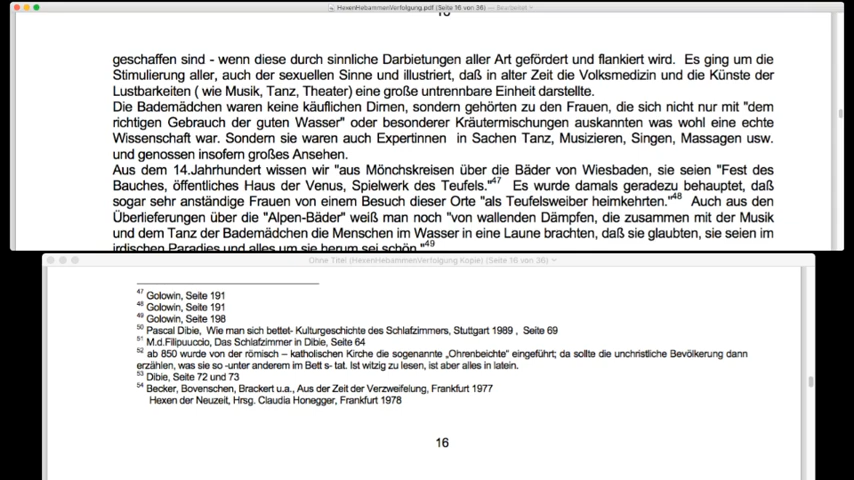 HexenHebammenVerfolgung.pdf (Seite 16 von 36) — Bearbeitet
16
geschaffen sind - wenn diese durch sinnliche Darbietungen aller Art gefördert und flankiert wird. Es ging um die
Stimulierung aller, auch der sexuellen Sinne und illustriert, daß in alter Zeit die Volksmedizin und die Künste der
Lustbarkeiten ( wie Musik, Tanz, Theater) eine große untrennbare Einheit darstellte.
Die Bademädchen waren keine käuflichen Dirnen, sondern gehörten zu den Frauen, die sich nicht nur mit "dem
richtigen Gebrauch der guten Wasser" oder besonderer Kräutermischungen auskannten was wohl eine echte
Wissenschaft war. Sondern sie waren auch Expertinnen in Sachen Tanz, Musizieren, Singen, Massagen usw.
und genossen insofern großes Ansehen.
Aus dem 14.Jahrhundert wissen wir "aus Mönchskreisen über die Bäder von Wiesbaden, sie seien "Fest des
Bauches, öffentliches Haus der Venus, Spielwerk des Teufels."47 Es wurde damals geradezu behauptet, daß
sogar sehr anständige Frauen von einem Besuch dieser Orte "als Teufelsweiber heimkehrten."48 Auch aus den
Überlieferungen über die "Alpen-Bäder" weiß man noch "von wallenden Dämpfen, die zusammen mit der Musik
und dem Tanz der Bademädchen die Menschen im Wasser in eine Laune brachten, daß sie glaubten, sie seien im
irdischen Paradies und alles um sie herum sei schön."49
Ohne Titel (HexenHebammenVerfolgung Kopie) (Seite 16 von 36)
47 Golowin, Seite 191
48 Golowin, Seite 191
49 Golowin, Seite 198
50 Pascal Dibie, Wie man sich bettet- Kulturgeschichte des Schlafzimmers, Stuttgart 1989 , Seite 69
51 M.d.Filipuuccio, Das Schlafzimmer in Dibie, Seite 64
52 ab 850 wurde von der römisch – katholischen Kirche die sogenannte „Ohrenbeichte" eingeführt; da sollte die unchristliche Bevölkerung dann
erzählen, was sie so -unter anderem im Bett s- tat. Ist witzig zu lesen, ist aber alles in latein.
53 Dibie, Seite 72 und 73
54 Becker, Bovenschen, Brackert u.a., Aus der Zeit der Verzweifelung, Frankfurt 1977
Hexen der Neuzeit, Hrsg. Claudia Honegger, Frankfurt 1978
16